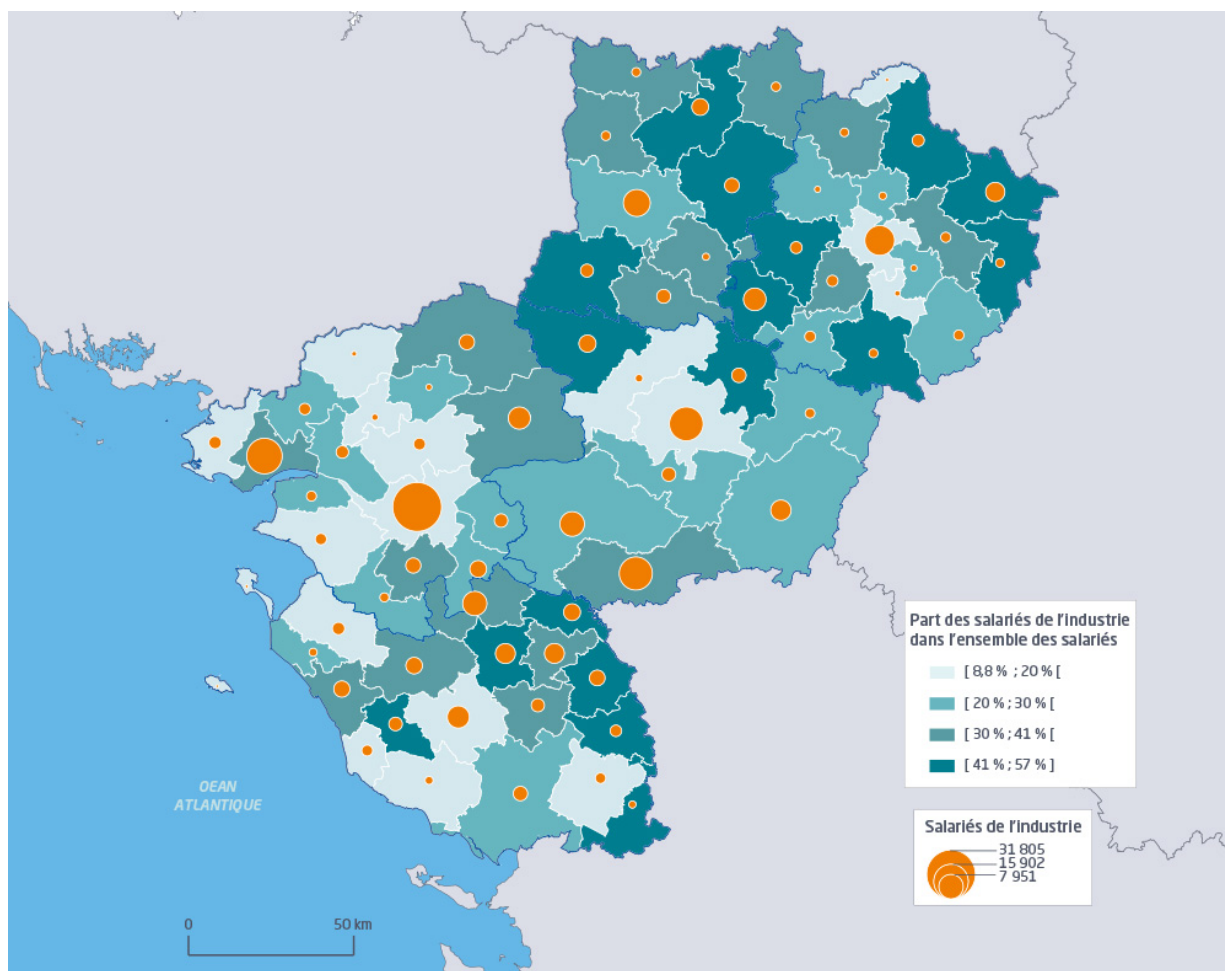 Part des salariés de l'industrie
dans l'ensemble des salariés
[ 8,8 % ; 20 % [
[ 20 % ; 30 % [
[ 30 % ; 41 % [
[ 41 % ; 57 % ]
OEAN
ATLANTIQUE
Salariés de l'industrie
31 805
15 902
7 951
0 50 km